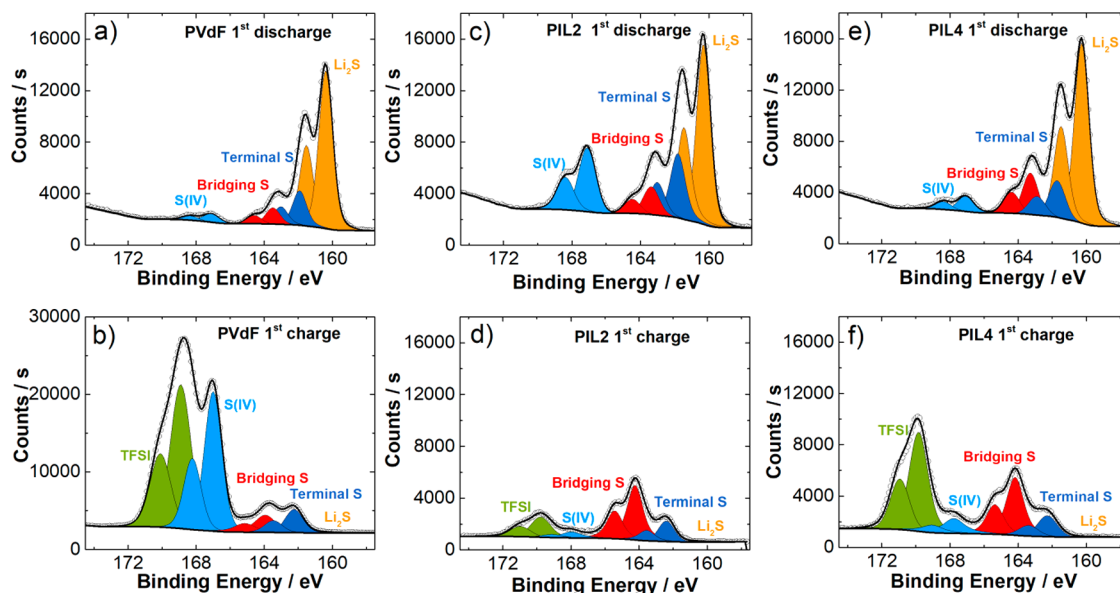 a)
PVdF 1st discharge
16000
12000
8000
4000
0
Counts / s
Li2S
Terminal S
Bridging S
S(IV)
172 168 164 160
Binding Energy / eV
c)
PIL2 1st discharge
16000
12000
8000
4000
0
Counts / s
Li2S
Terminal S
Bridging S
S(IV)
172 168 164 160
Binding Energy / eV
e)
PIL4 1st discharge
16000
12000
8000
4000
0
Counts / s
Li2S
Terminal S
Bridging S
S(IV)
172 168 164 160
Binding Energy / eV
b)
PVdF 1st charge
30000
20000
10000
0
Counts / s
S(IV)
TFSI
Bridging S
Terminal S
Li2S
172 168 164 160
Binding Energy / eV
d)
PIL2 1st charge
16000
12000
8000
4000
0
Counts / s
Bridging S
TFSI
S(IV)
Terminal S
Li2S
172 168 164 160
Binding Energy / eV
f)
PIL4 1st charge
16000
12000
8000
4000
0
Counts / s
TFSI
Bridging S
S(IV)
Terminal S
Li2S
172 168 164 160
Binding Energy / eV